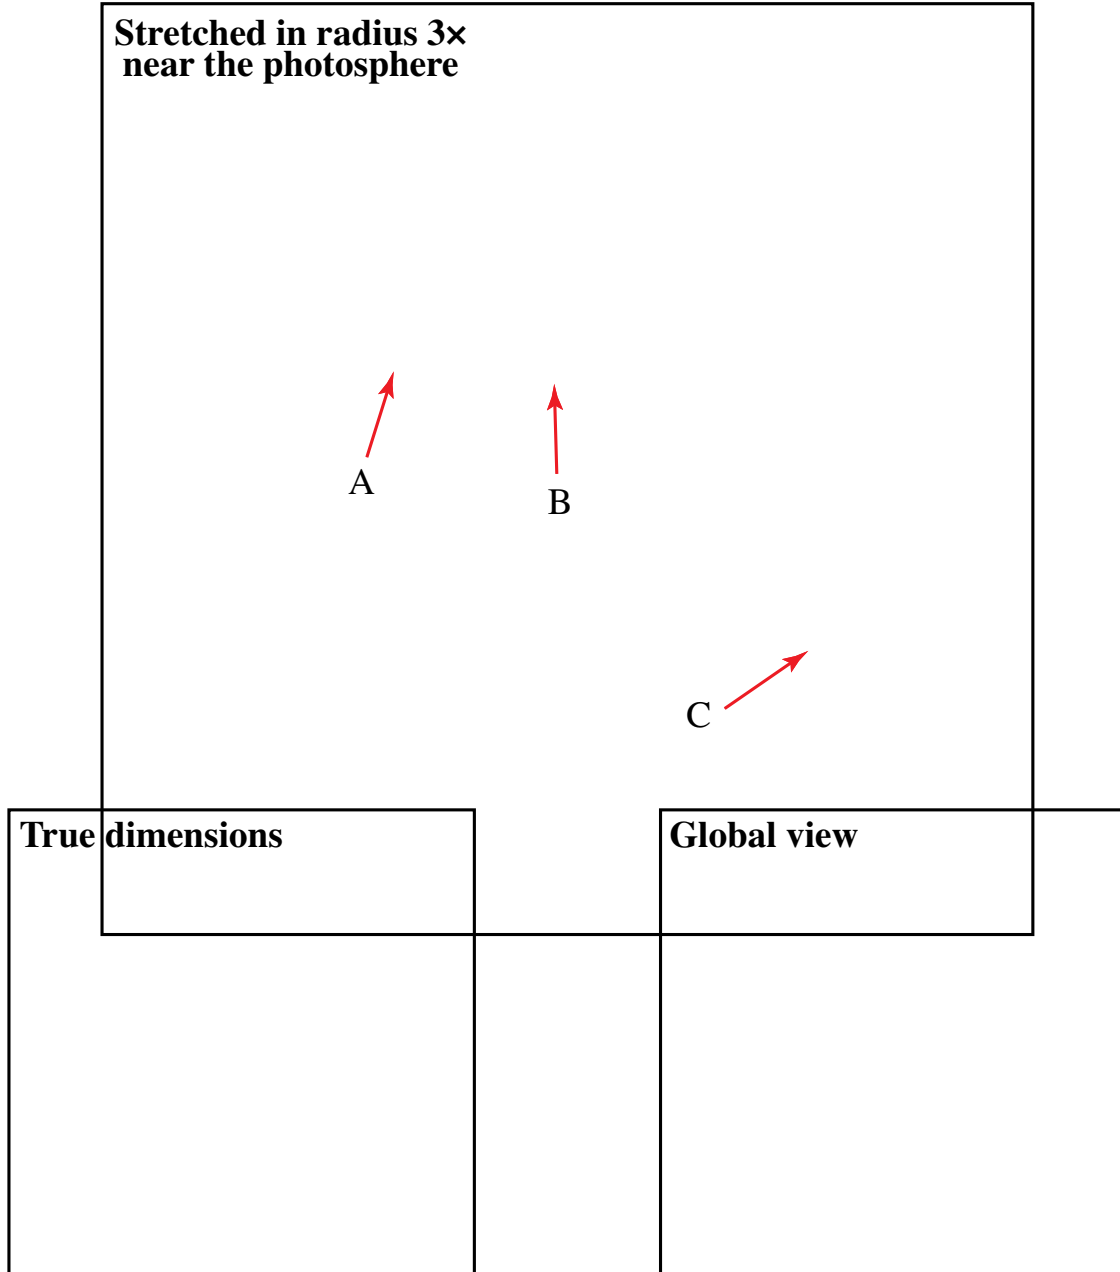 Stretched in radius 3×
near the photosphere
A
B
C
True dimensions
Global view